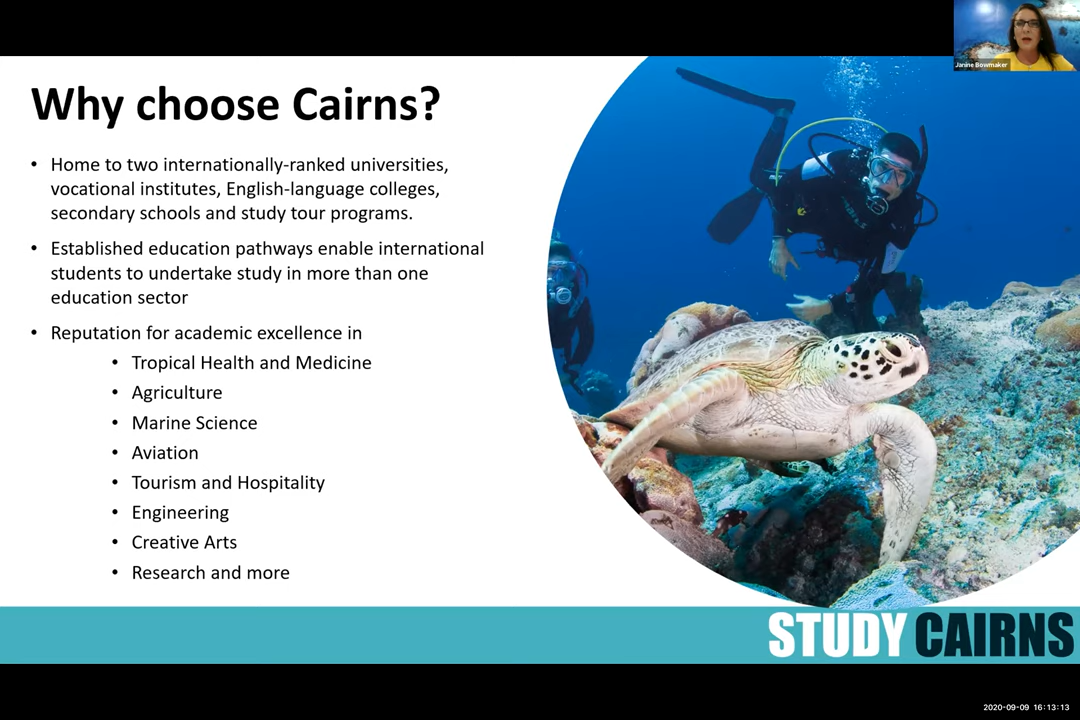 Janine Bowmaker
Why choose Cairns?
• Home to two internationally-ranked universities,
vocational institutes, English-language colleges,
secondary schools and study tour programs.
• Established education pathways enable international
students to undertake study in more than one
education sector
• Reputation for academic excellence in
• Tropical Health and Medicine
• Agriculture
• Marine Science
• Aviation
• Tourism and Hospitality
• Engineering
• Creative Arts
• Research and more
STUDY CAIRNS
2020-09-09 16:13:13